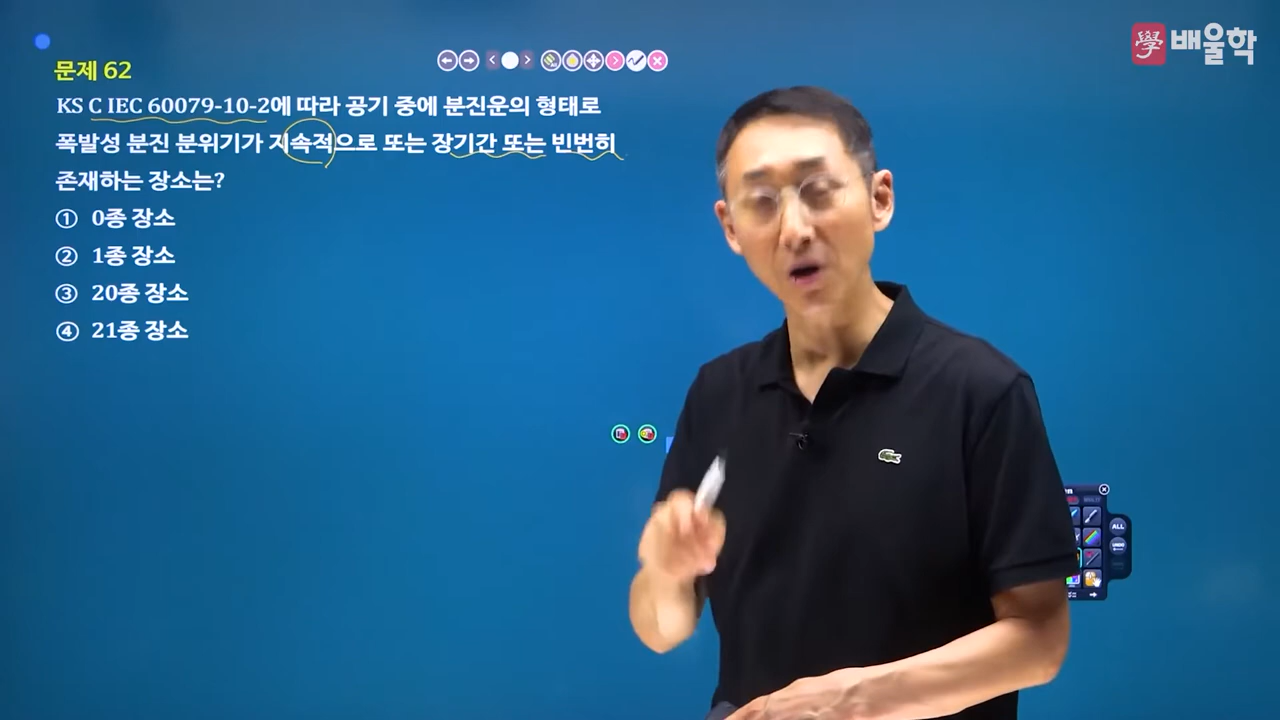 學 배울학
문제 62
KS C IEC 60079-10-2에 따라 공기 중에 분진운의 형태로
폭발성 분진 분위기가 지속적으로 또는 장기간 또는 빈번히
존재하는 장소는?
① 0종 장소
② 1종 장소
③ 20종 장소
④ 21종 장소
ALL
UNDO